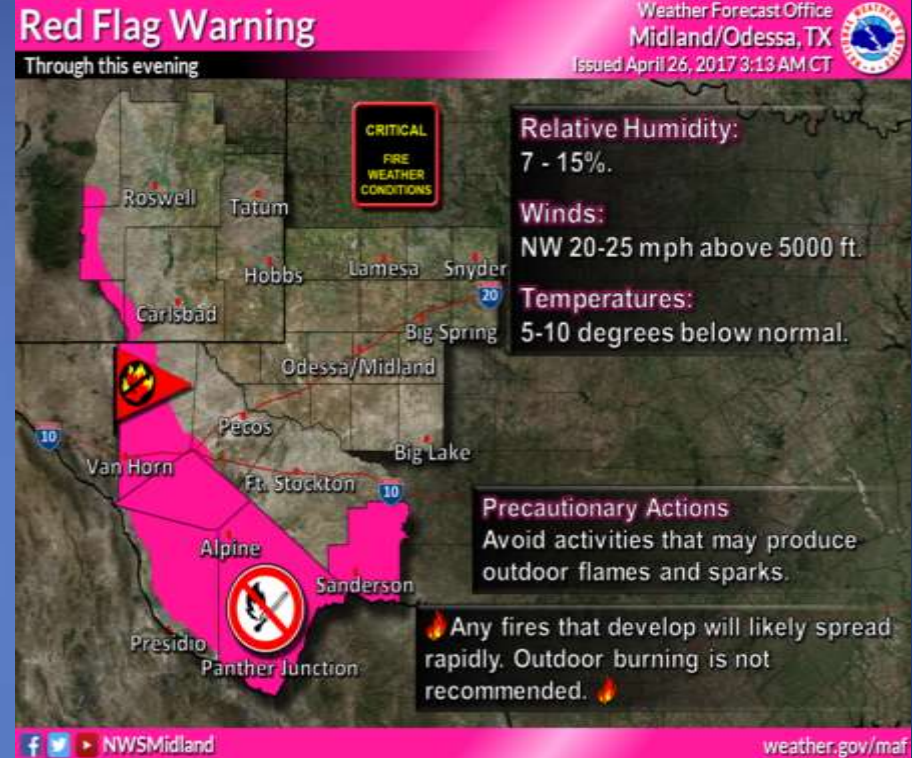 Red Flag Warning
Through this evening
Weather Forecast Office
Midland/Odessa, TX
Issued April 26, 2017 3:13 AM CT
NATIONAL WEATHER SERVICE
CRITICAL
FIRE
WEATHER
CONDITIONS
Relative Humidity:
7 - 15%.
Winds:
NW 20-25 mph above 5000 ft.
Temperatures:
5-10 degrees below normal.
Roswell
Tatum
Hobbs
Lamesa
Snyder
20
Carlsbad
Big Spring
Odessa/Midland
Pecos
10
Big Lake
Van Horn
Ft. Stockton
10
Alpine
Sanderson
Presidio
Panther Junction
Precautionary Actions
Avoid activities that may produce
outdoor flames and sparks.
Any fires that develop will likely spread
rapidly. Outdoor burning is not
recommended.
NWSMidland
weather.gov/maf